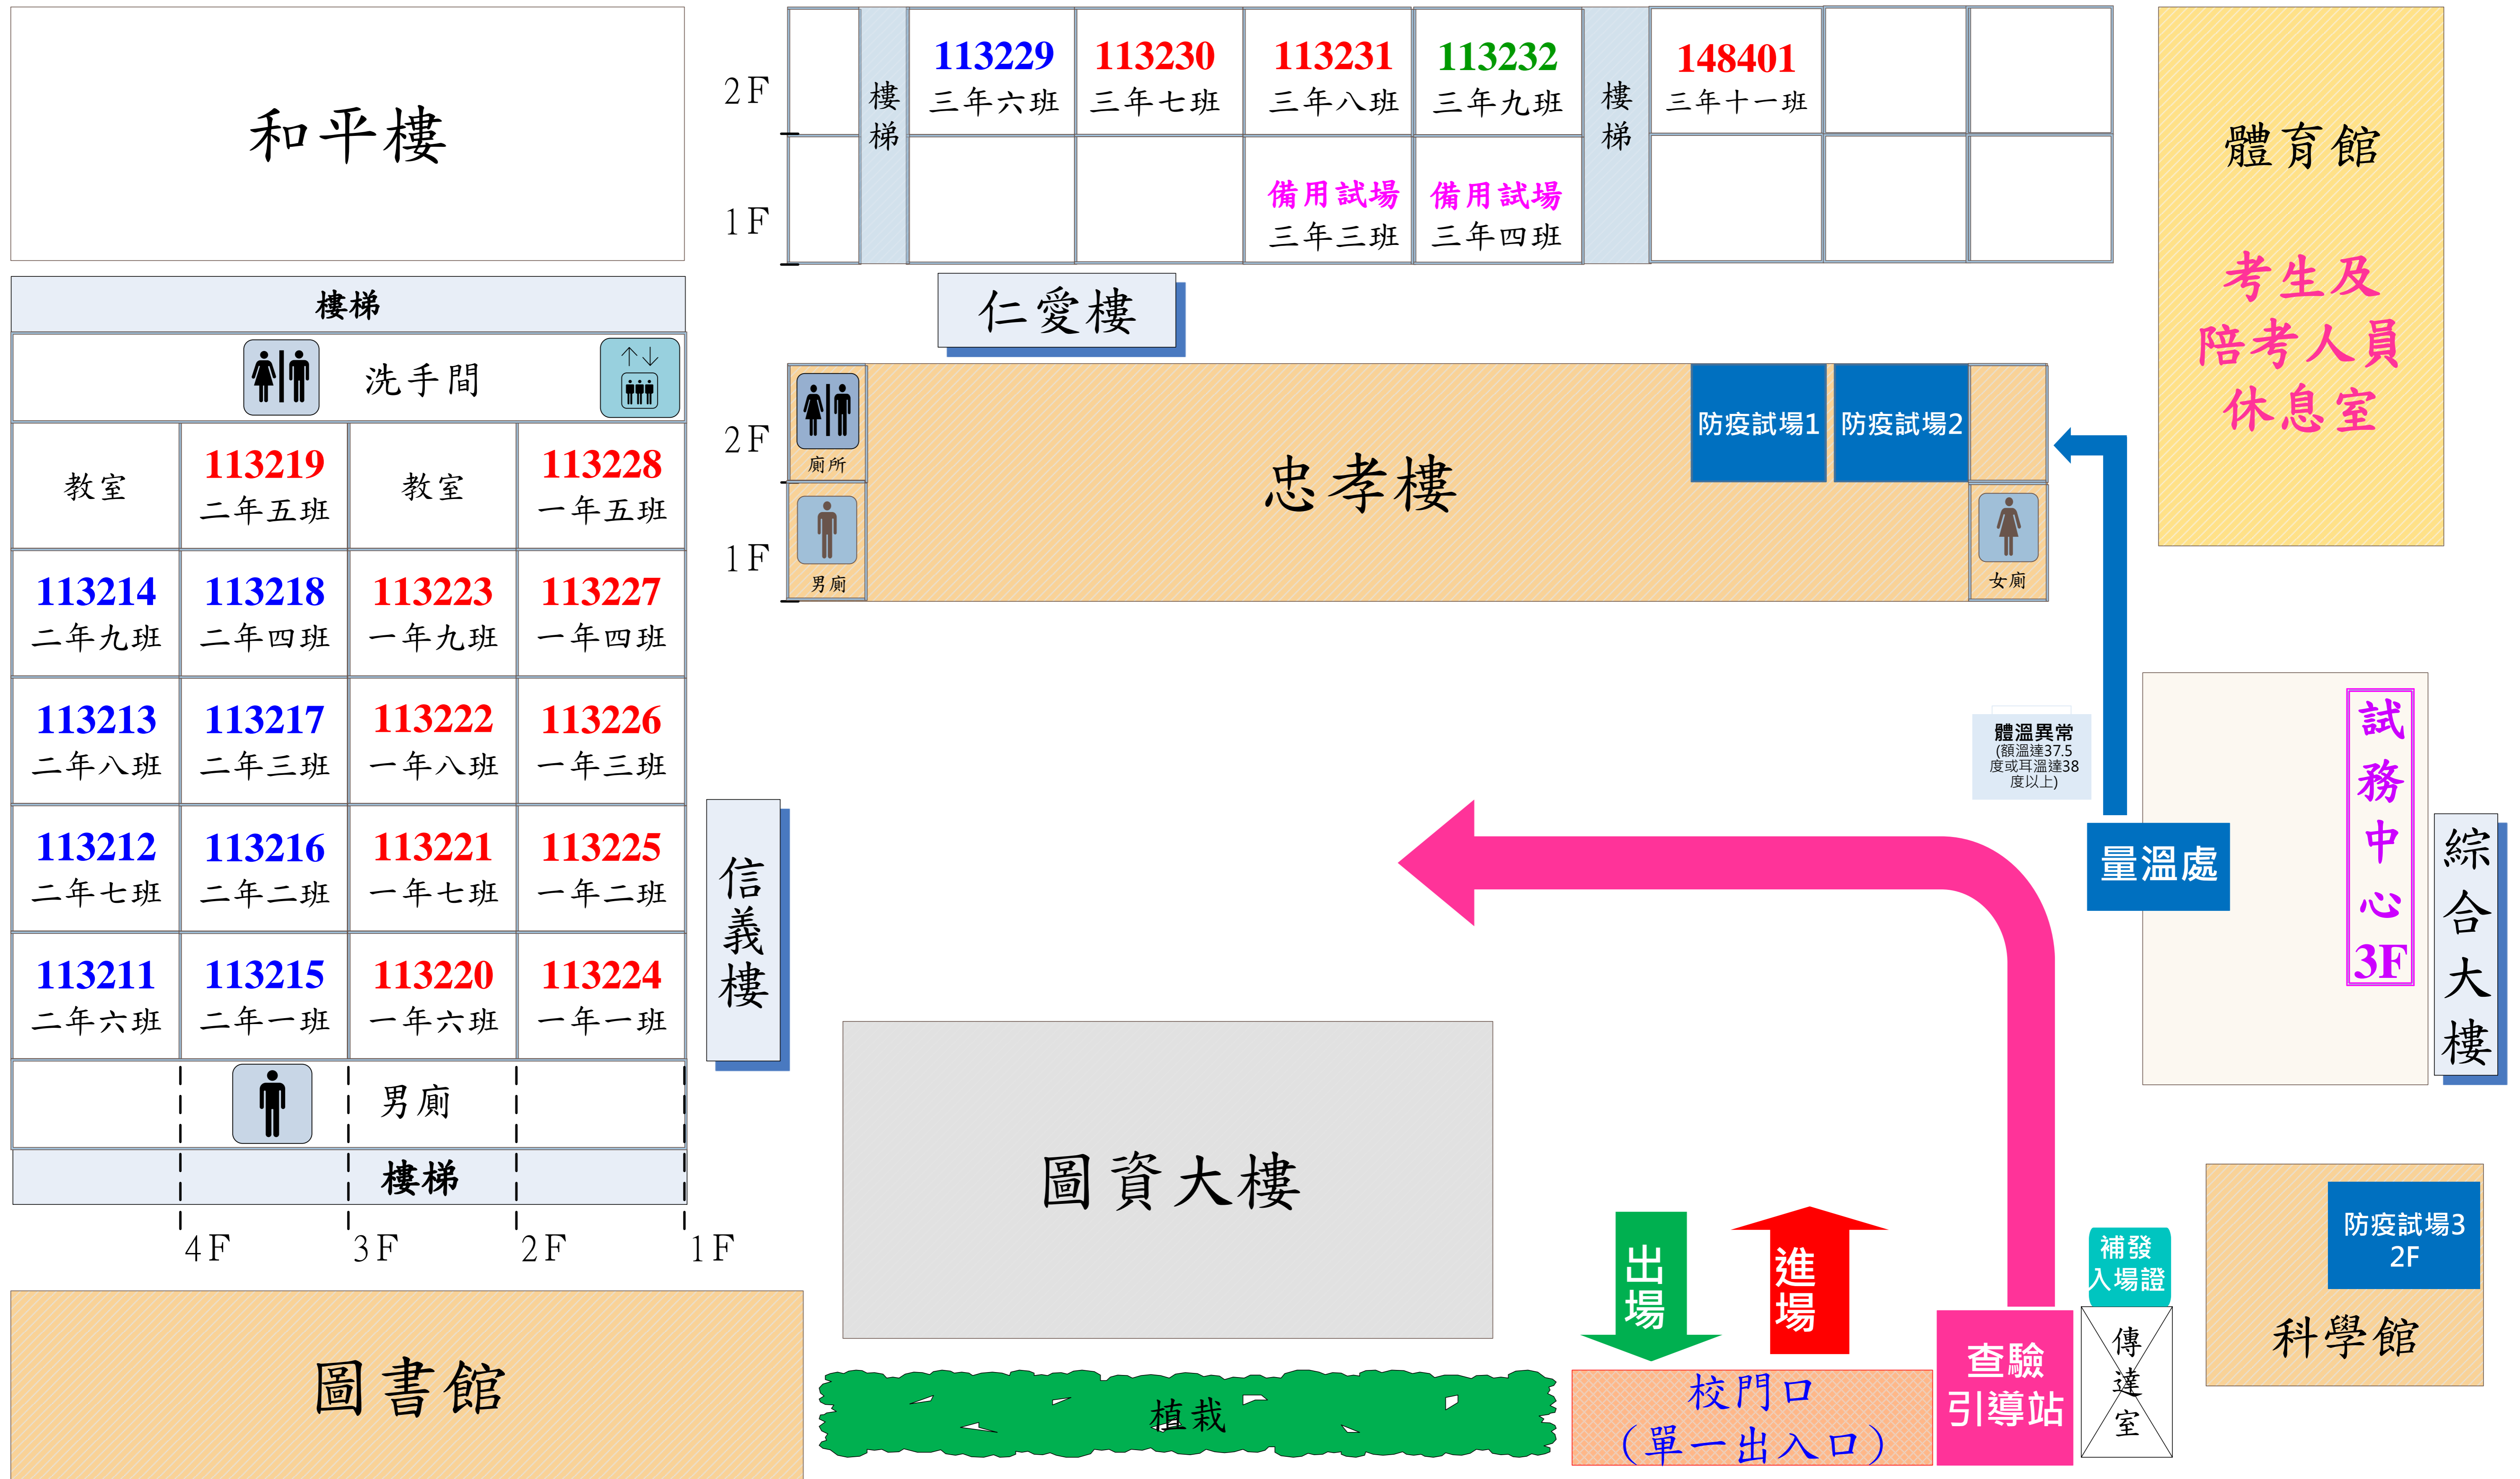 和平樓
樓梯
洗手間
教室
113219
二年五班
教室
113228
一年五班
113214
二年九班
113218
二年四班
113223
一年九班
113227
一年四班
113213
二年八班
113217
二年三班
113222
一年八班
113226
一年三班
113212
二年七班
113216
二年二班
113221
一年七班
113225
一年二班
113211
二年六班
113215
二年一班
113220
一年六班
113224
一年一班
男廁
樓梯
4F
3F
2F
1F
信義樓
圖書館
2F
樓梯
113229
三年六班
113230
三年七班
113231
三年八班
113232
三年九班
樓梯
148401
三年十一班
1F
備用試場
三年三班
備用試場
三年四班
仁愛樓
2F
廁所
忠孝樓
防疫試場1
防疫試場2
1F
男廁
女廁
體育館
考生及
陪考人員
休息室
體溫異常
(額溫達37.5
度或耳溫達38
度以上)
量溫處
試務中心3F
綜合大樓
圖資大樓
出場
進場
植栽
校門口
(單一出入口)
查驗
引導站
補發
入場證
傳達室
防疫試場3
2F
科學館